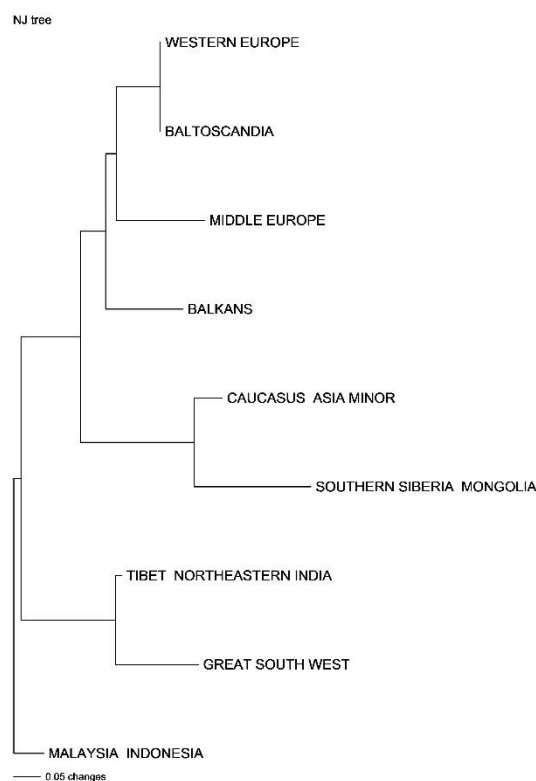 NJ tree
WESTERN EUROPE
BALTOSCANDIA
MIDDLE EUROPE
BALKANS
CAUCASUS ASIA MINOR
SOUTHERN SIBERIA MONGOLIA
TIBET NORTHEASTERN INDIA
GREAT SOUTH WEST
MALAYSIA INDONESIA
0.05 changes